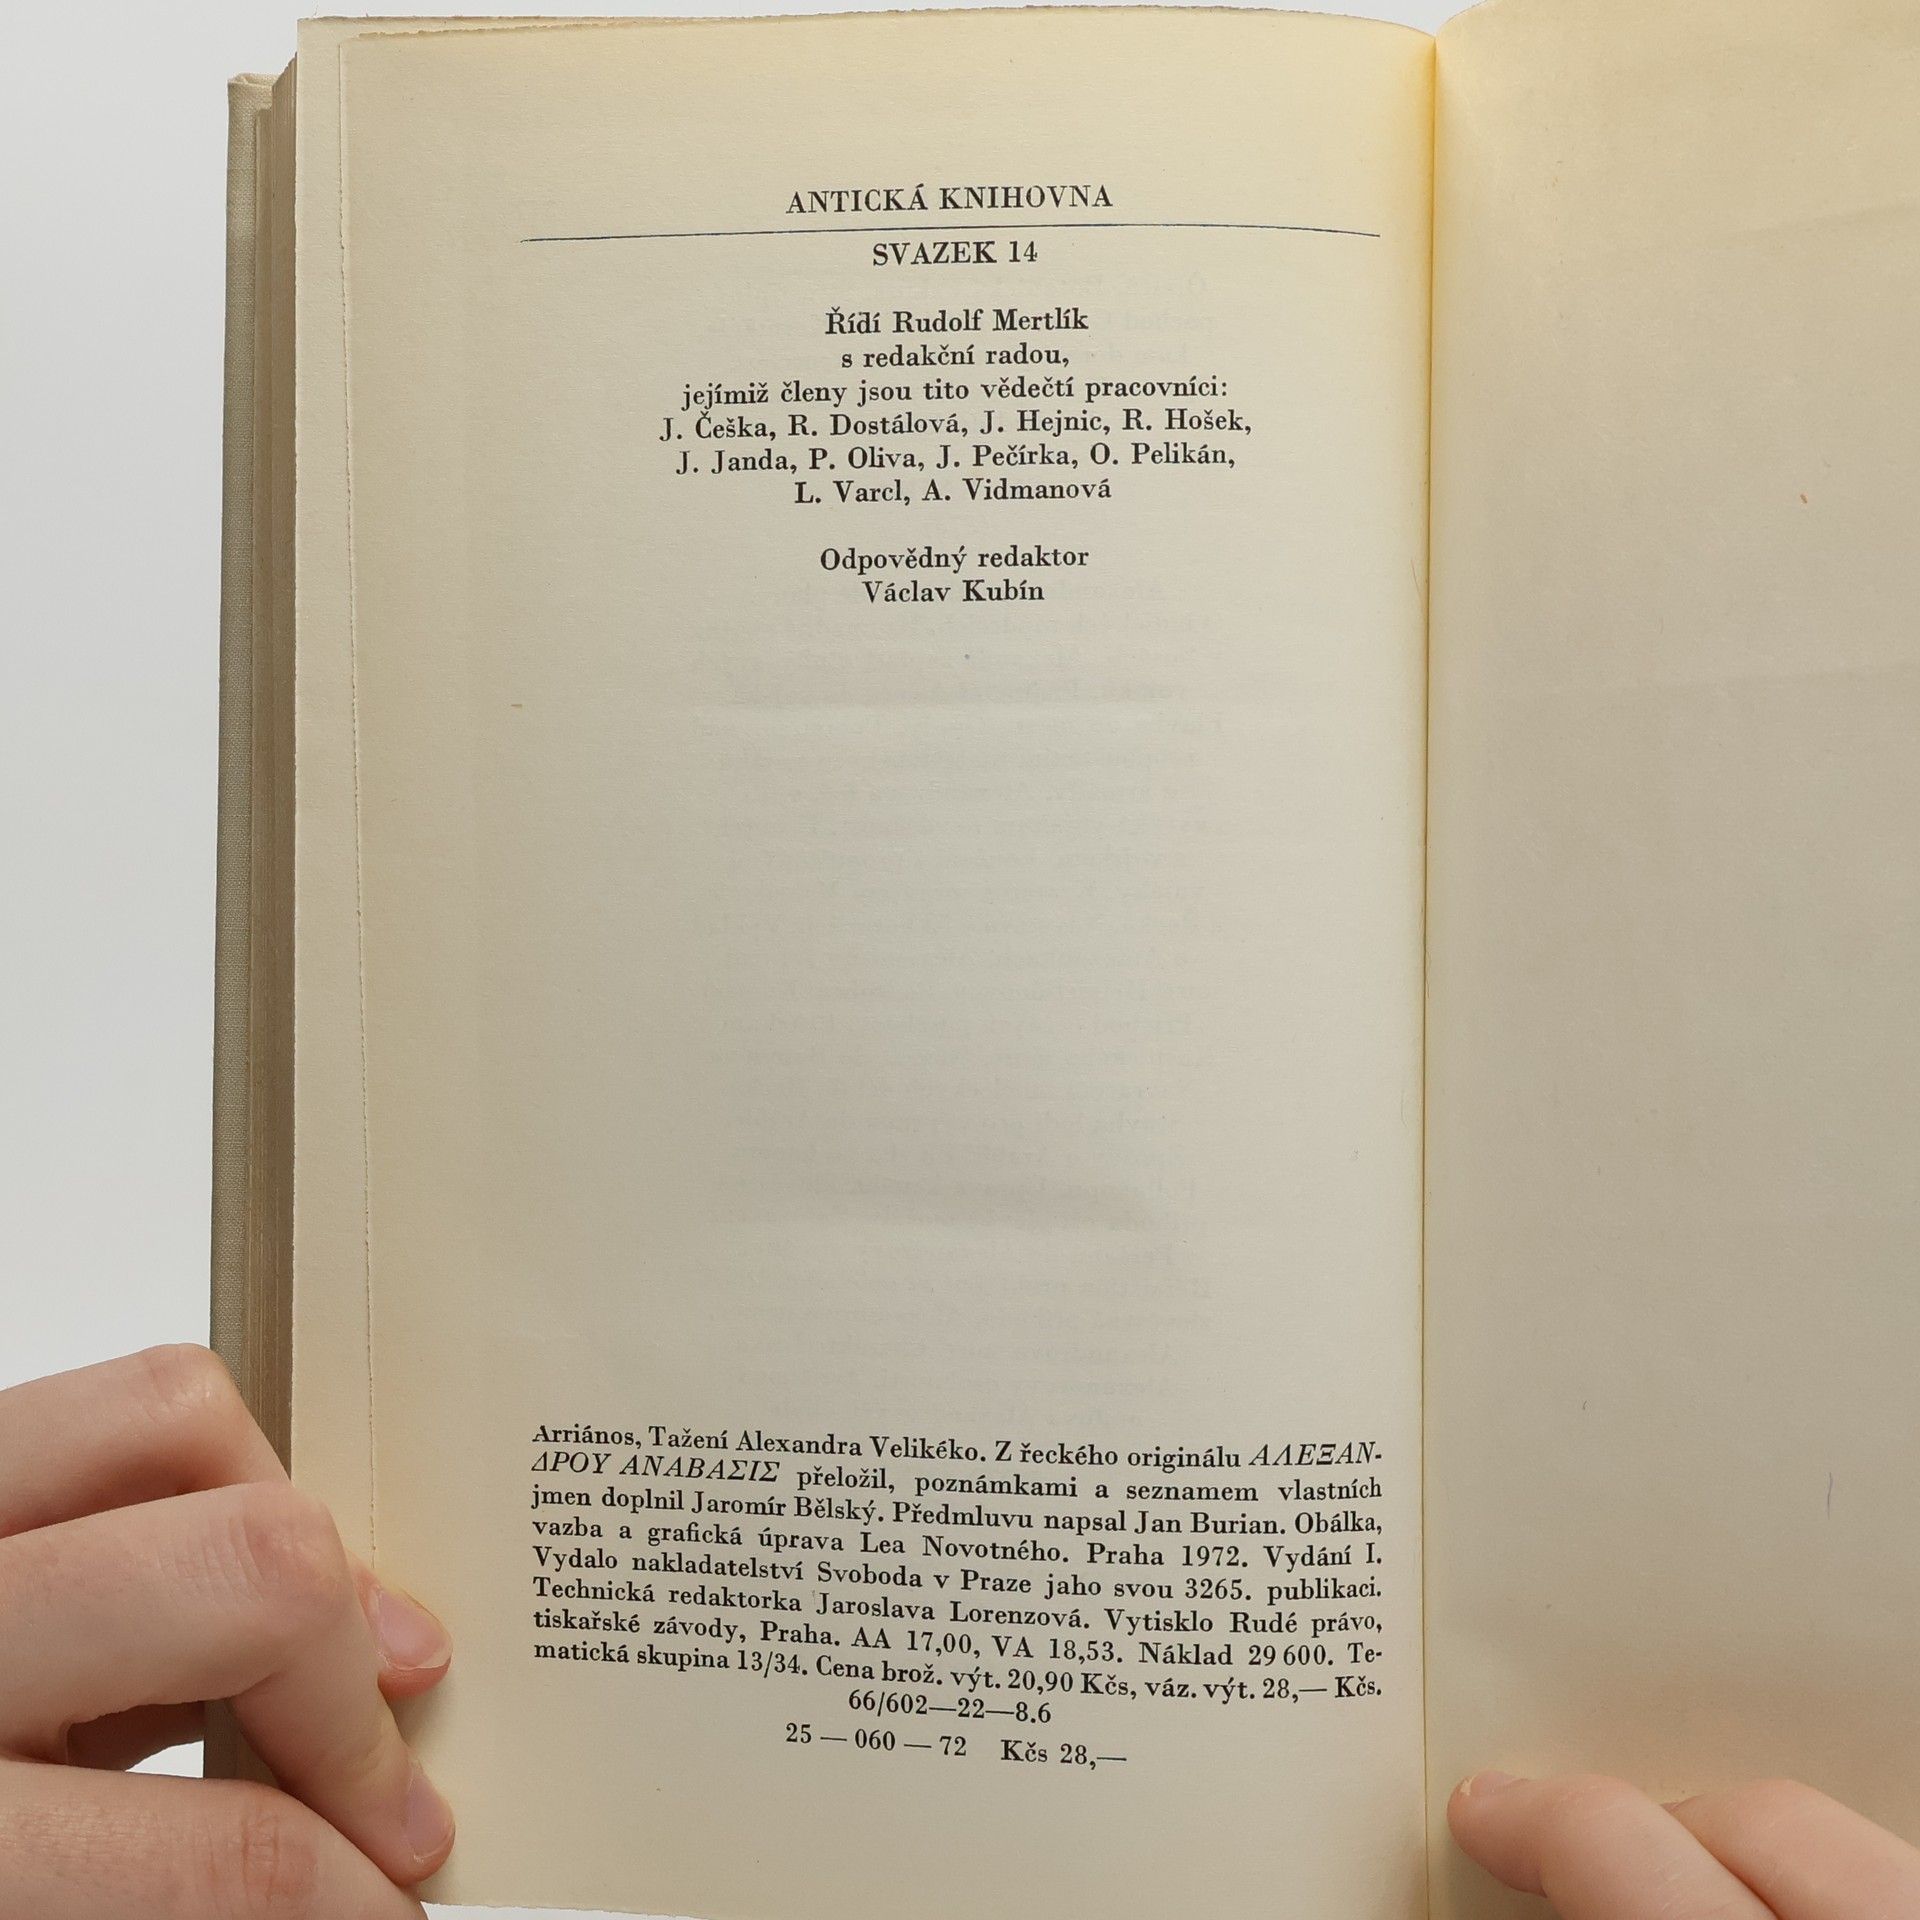 ANTICKÁ KNIHOVNA
SVAZEK 14
Řídí Rudolf Mertlík
s redakční radou,
jejímiž členy jsou tito vědečtí pracovníci:
J. Češka, R. Dostálová, J. Hejnic, R. Hošek,
J. Janda, P. Oliva, J. Pečírka, O. Pelikán,
L. Varcl, A. Vidmanová
Odpovědný redaktor
Václav Kubín
Arriános, Tažení Alexandra Velikéko. Z řeckého originálu ΑΛΕΞΑΝ-
ΔΡΟΥ ΑΝΑΒΑΣΙΣ přeložil, poznámkami a seznamem vlastních
jmen doplnil Jaromír Bělský. Předmluvu napsal Jan Burian. Obálka,
vazba a grafická úprava Lea Novotného. Praha 1972. Vydání I.
Vydalo nakladatelství Svoboda v Praze jaho svou 3265. publikaci.
Technická redaktorka Jaroslava Lorenzová. Vytisklo Rudé právo,
tiskařské závody, Praha. AA 17,00, VA 18,53. Náklad 29 600. Te-
matická skupina 13/34. Cena brož. výt. 20,90 Kčs, váz. výt. 28,— Kčs.
66/602—22—8.6
25 — 060 — 72 Kčs 28,—